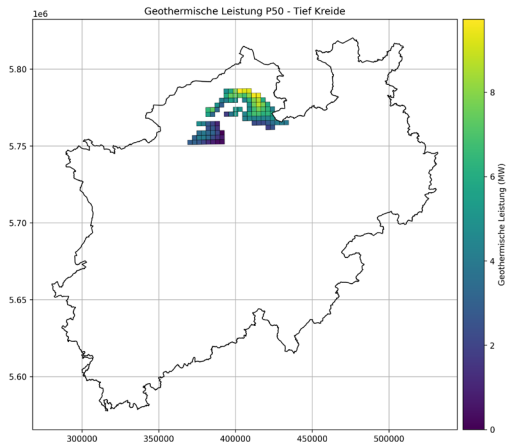 Geothermische Leistung P50 - Tief Kreide
1e6
5.80
5.75
5.70
5.65
5.60
300000 350000 400000 450000 500000
8
6
4
2
0
Geothermische Leistung (MW)